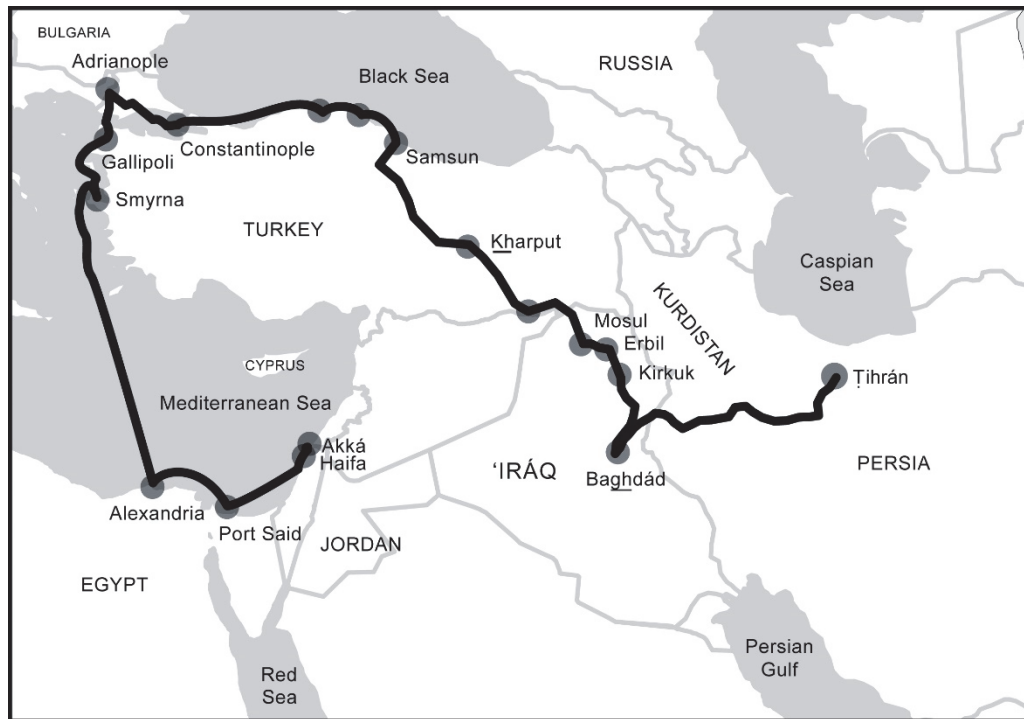 BULGARIA
Adrianople
Black Sea
RUSSIA
Gallipoli
Constantinople
Samsun
Smyrna
TURKEY
Kharput
Caspian
Sea
KURDISTAN
Mosul
Erbil
Kirkuk
CYPRUS
Mediterranean Sea
Ṭihrán
Akká
Haifa
'IRÁQ
PERSIA
Baghdád
Alexandria
Port Said
JORDAN
EGYPT
Persian
Gulf
Red
Sea